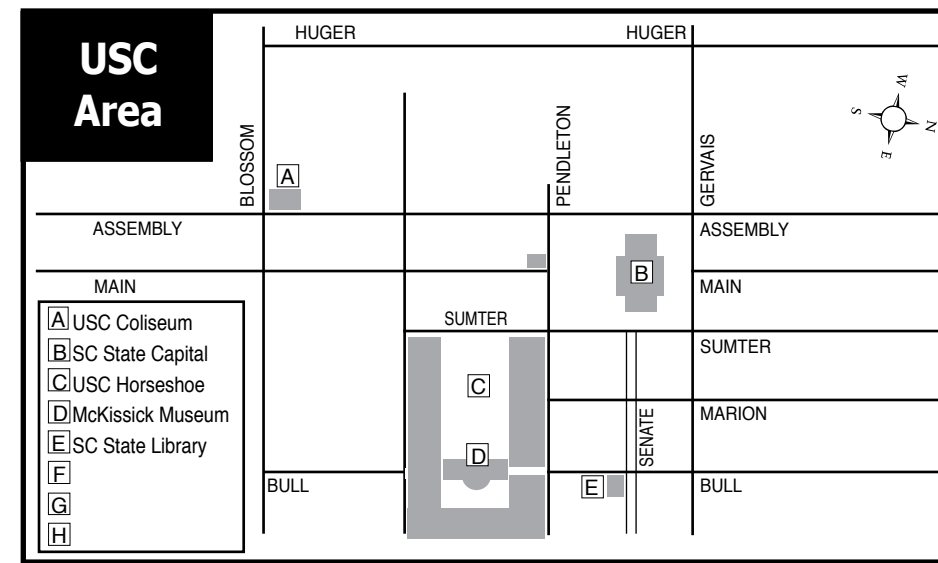 USC
Area
HUGER
HUGER
W
S
N
E
BLOSSOM
PENDLETON
GERVAIS
A
ASSEMBLY
ASSEMBLY
B
MAIN
MAIN
SUMTER
SUMTER
A USC Coliseum
B SC State Capital
C USC Horseshoe
D McKissick Museum
E SC State Library
F
G
H
C
MARION
SENATE
D
BULL
E
BULL